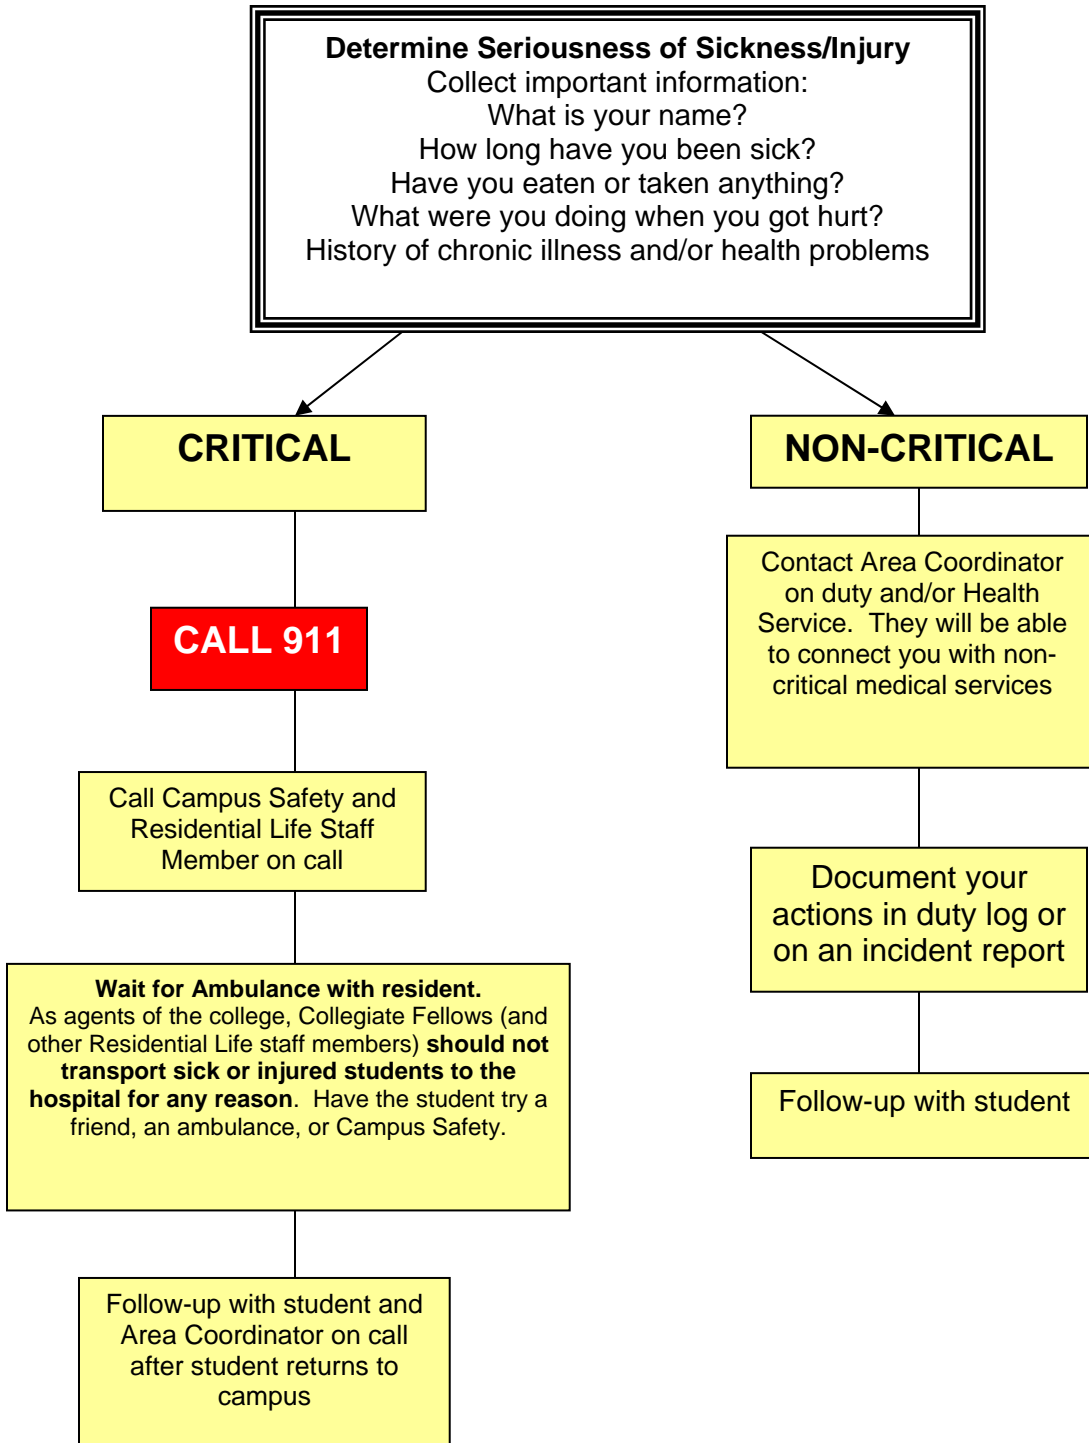 Determine Seriousness of Sickness/Injury
Collect important information:
What is your name?
How long have you been sick?
Have you eaten or taken anything?
What were you doing when you got hurt?
History of chronic illness and/or health problems
CRITICAL
CALL 911
Call Campus Safety and
Residential Life Staff
Member on call
Wait for Ambulance with resident.
As agents of the college, Collegiate Fellows (and
other Residential Life staff members) should not
transport sick or injured students to the
hospital for any reason.  Have the student try a
friend, an ambulance, or Campus Safety.
Follow-up with student and
Area Coordinator on call
after student returns to
campus
NON-CRITICAL
Contact Area Coordinator
on duty and/or Health
Service.  They will be able
to connect you with non-
critical medical services
Document your
actions in duty log or
on an incident report
Follow-up with student